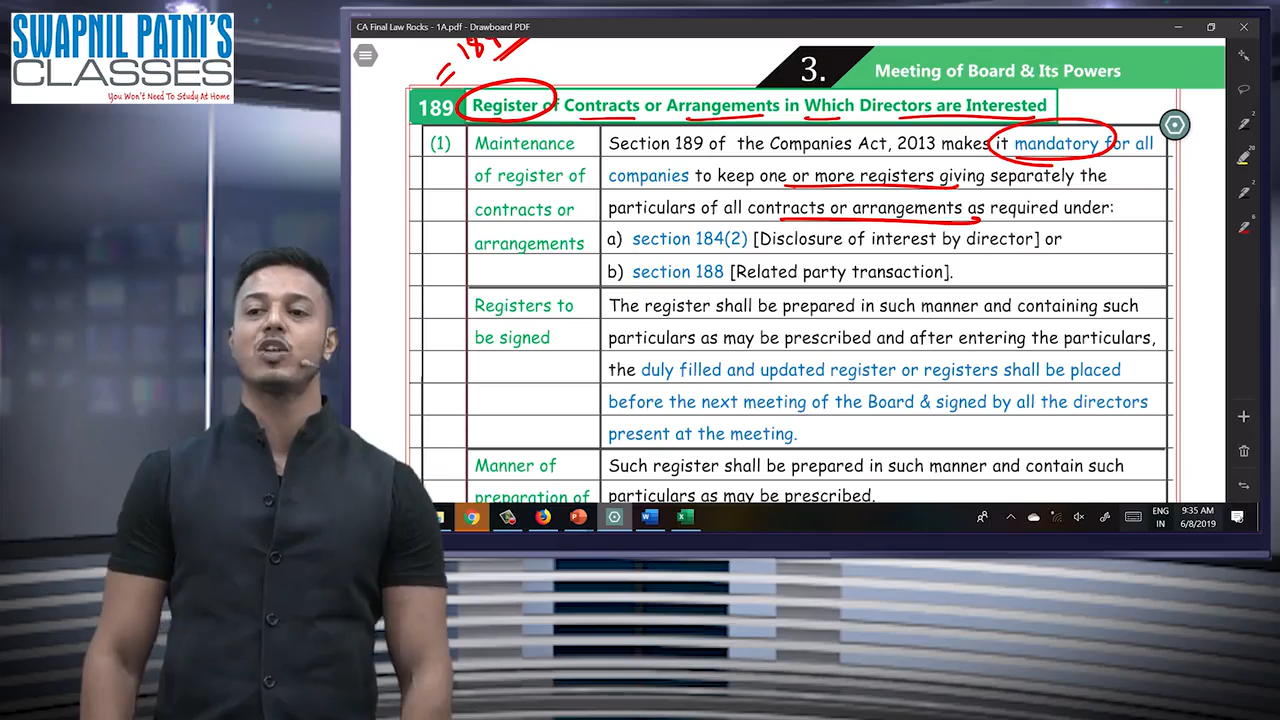 SWAPNIL PATNI'S
CLASSES
You Won't Need To Study At Home
CA Final Law Rocks - 1A.pdf - Drawboard PDF
= 184
3.
Meeting of Board & Its Powers
189
Register of Contracts or Arrangements in Which Directors are Interested
(1)
Maintenance
of register of
contracts or
arrangements
Section 189 of the Companies Act, 2013 makes it mandatory for all
companies to keep one or more registers giving separately the
particulars of all contracts or arrangements as required under:
a) section 184(2) [Disclosure of interest by director] or
b) section 188 [Related party transaction].
Registers to
be signed
The register shall be prepared in such manner and containing such
particulars as may be prescribed and after entering the particulars,
the duly filled and updated register or registers shall be placed
before the next meeting of the Board & signed by all the directors
present at the meeting.
Manner of
preparation of
Such register shall be prepared in such manner and contain such
particulars as may be prescribed.
ENG
IN
9:35 AM
6/8/2019